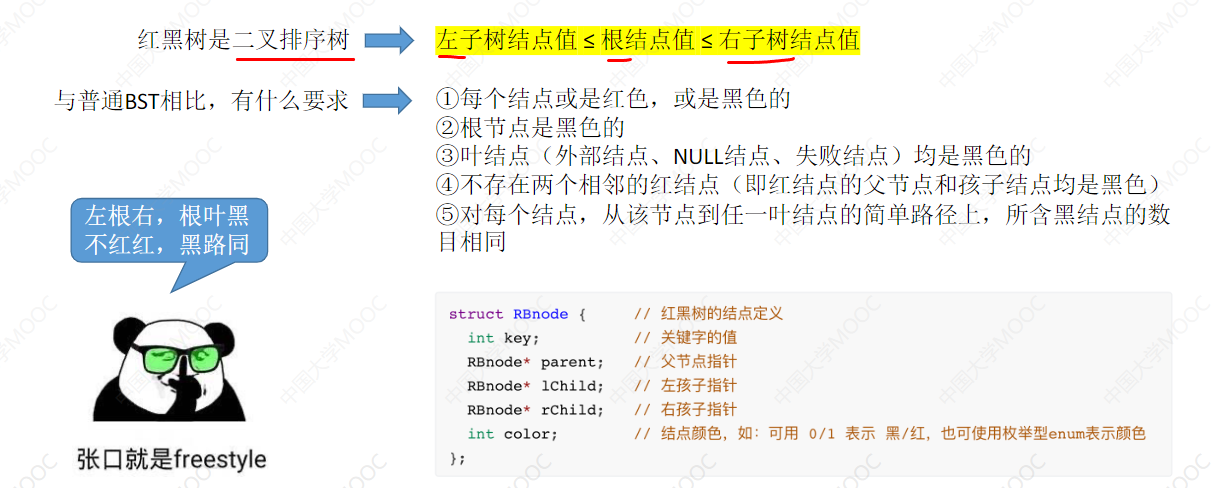 红黑树是二叉排序树
左子树结点值 ≤ 根结点值 ≤ 右子树结点值
与普通BST相比，有什么要求
①每个结点或是红色，或是黑色的
②根节点是黑色的
③叶结点（外部结点、NULL结点、失败结点）均是黑色的
④不存在两个相邻的红结点（即红结点的父节点和孩子结点均是黑色）
⑤对每个结点，从该节点到任一叶结点的简单路径上，所含黑结点的数
目相同
左根右，根叶黑
不红红，黑路同
struct RBnode { // 红黑树的结点定义
int key; // 关键字的值
RBnode* parent; // 父节点指针
RBnode* lChild; // 左孩子指针
RBnode* rChild; // 右孩子指针
int color; // 结点颜色，如：可用 0/1 表示 黑/红，也可使用枚举型enum表示颜色
};
张口就是freestyle
中国大学MOOC